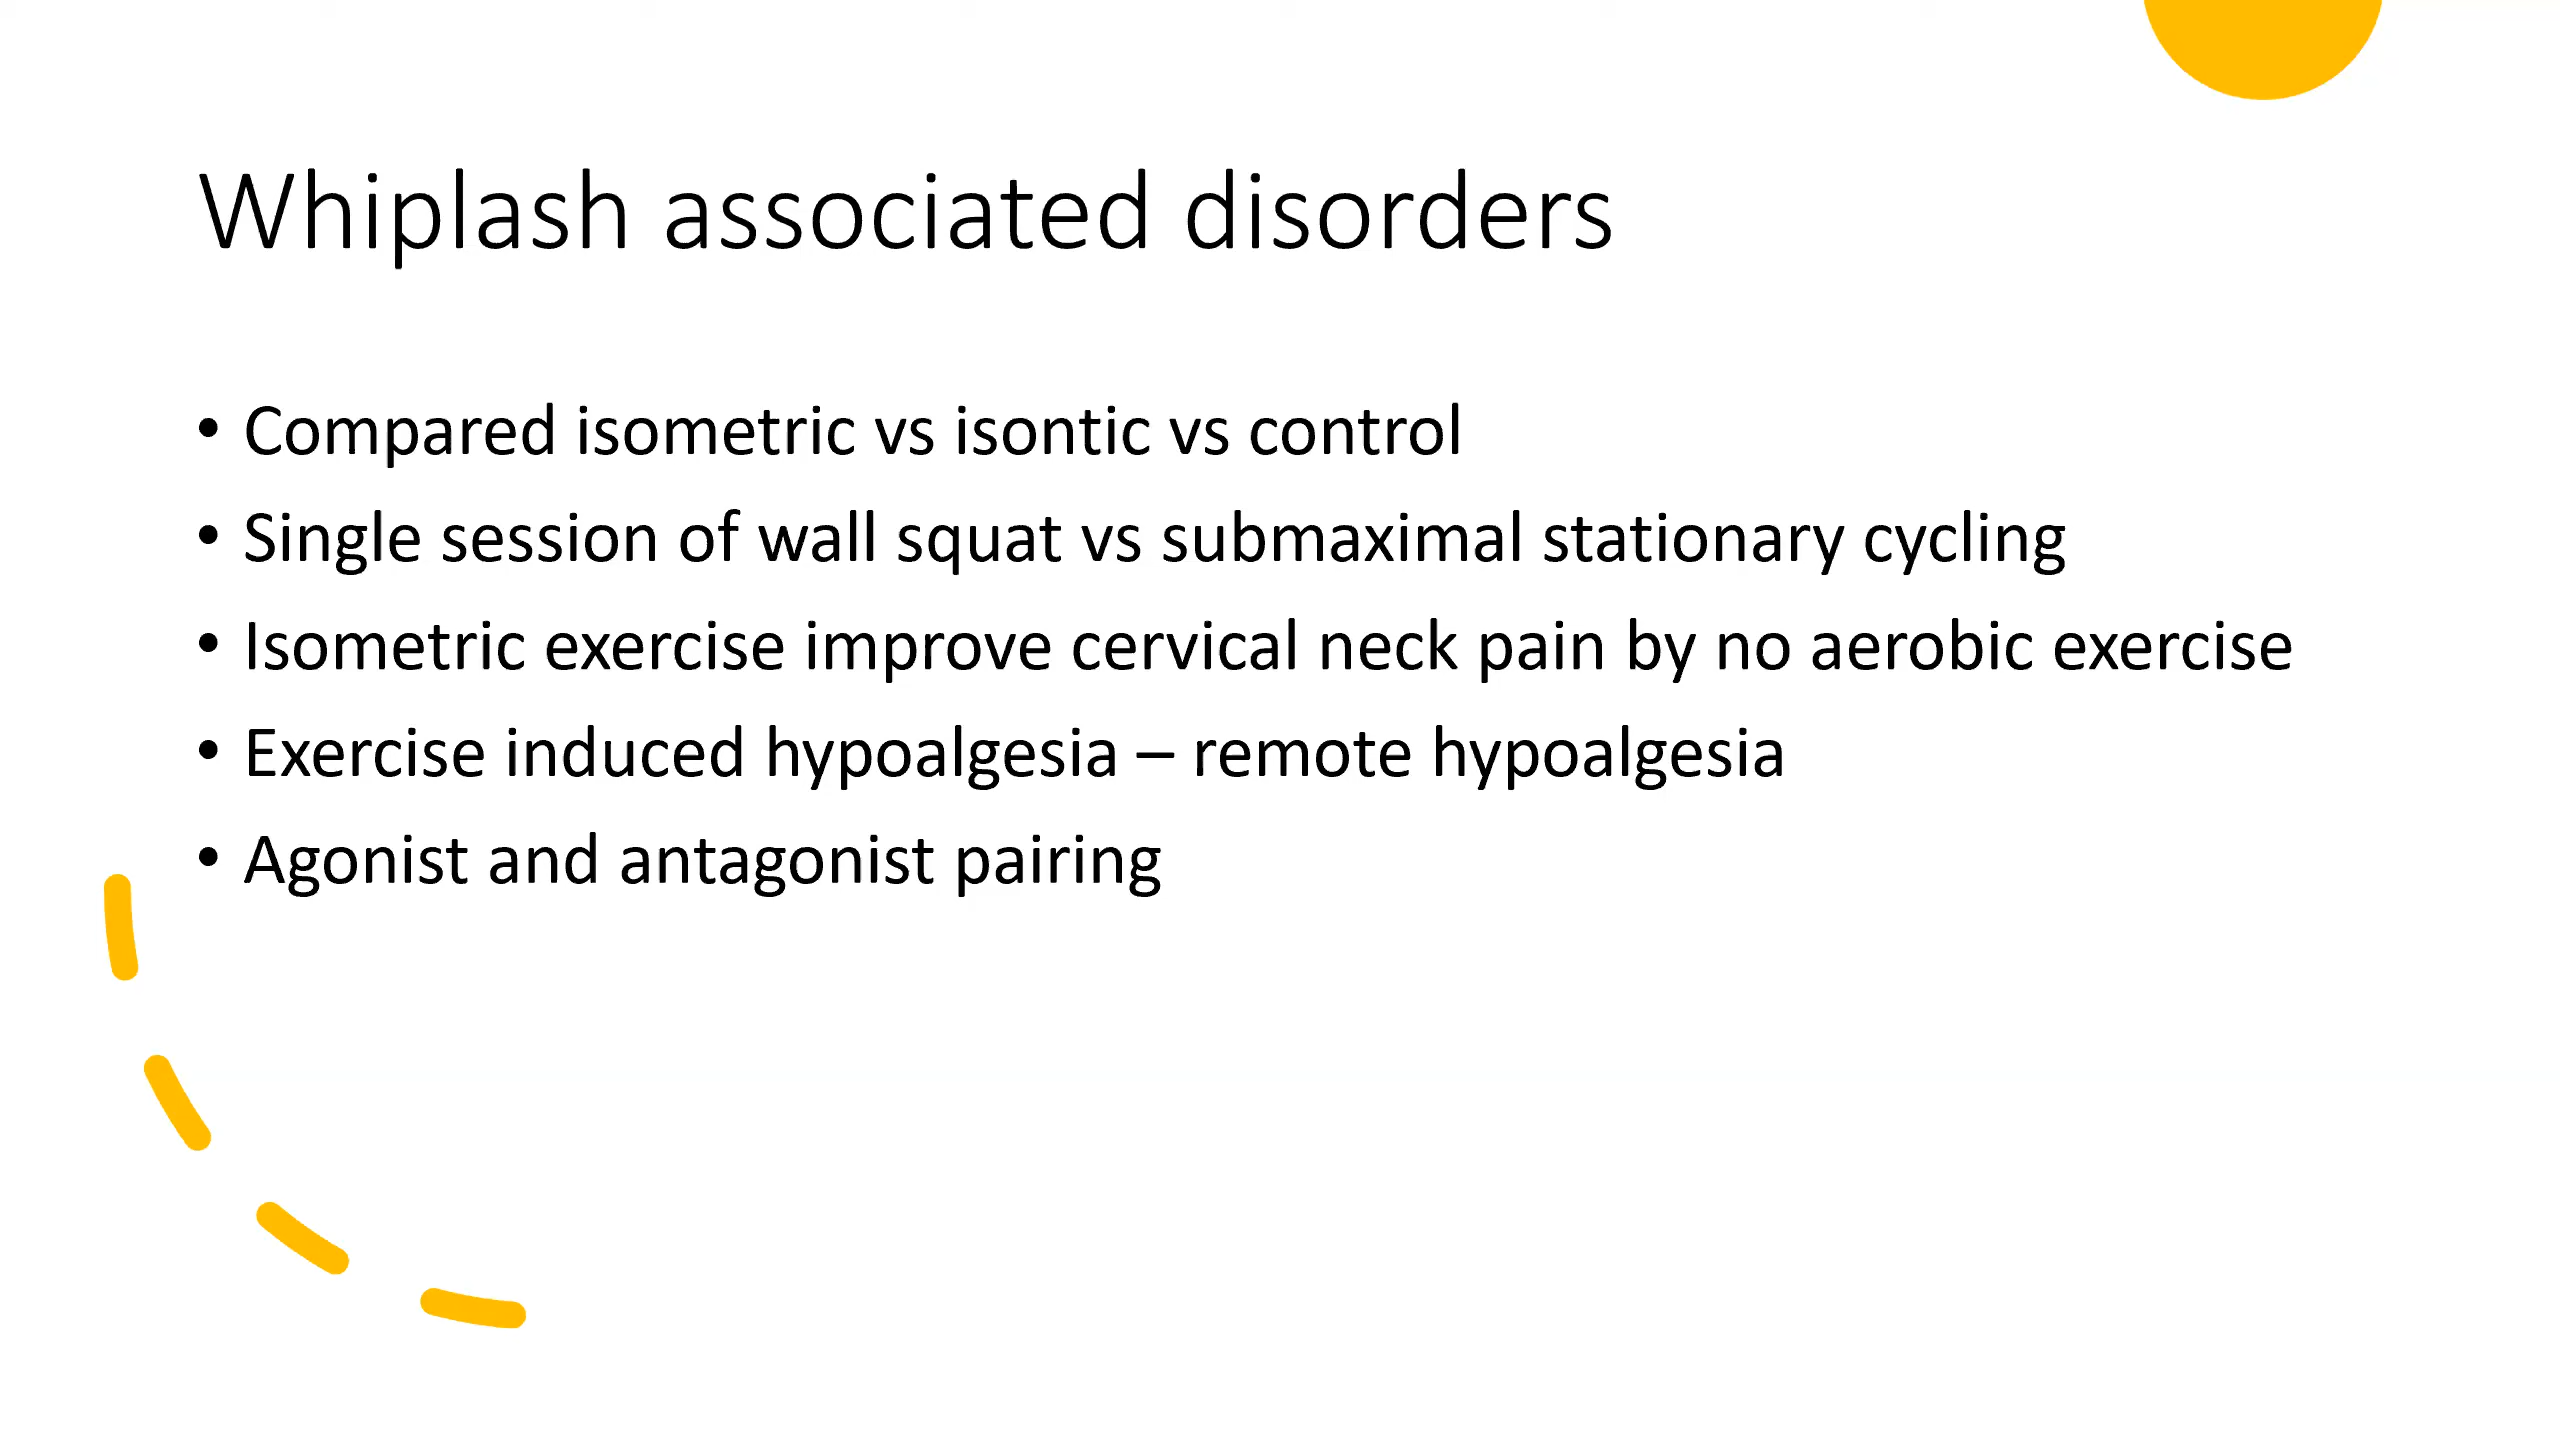 Whiplash associated disorders
• Compared isometric vs isontic vs control
• Single session of wall squat vs submaximal stationary cycling
• Isometric exercise improve cervical neck pain by no aerobic exercise
• Exercise induced hypoalgesia – remote hypoalgesia
• Agonist and antagonist pairing